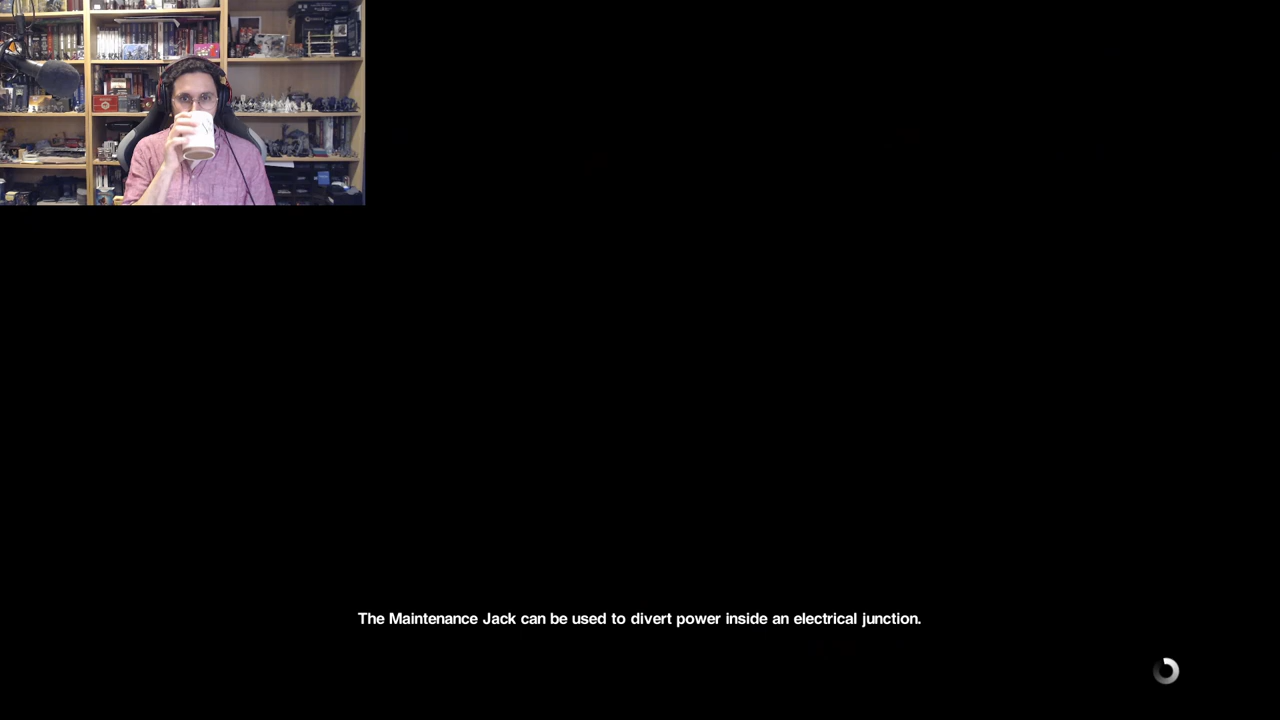 The Maintenance Jack can be used to divert power inside an electrical junction.